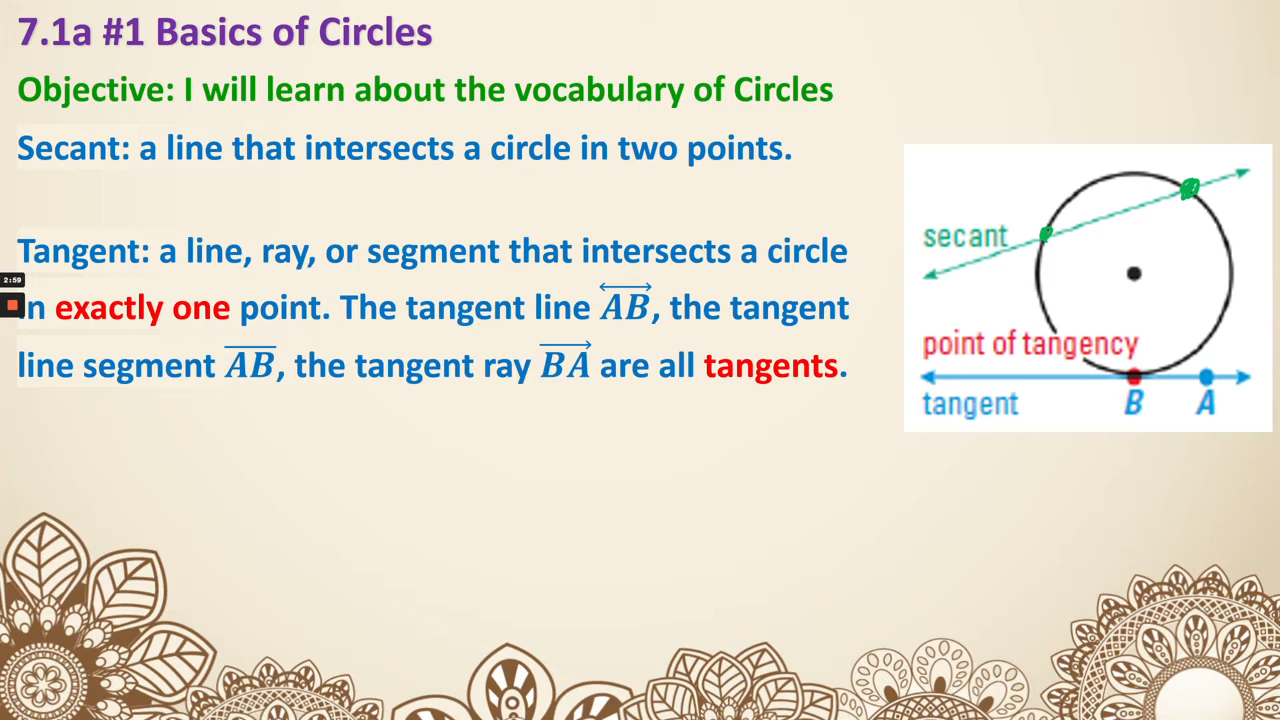 7.1a #1 Basics of Circles
Objective: I will learn about the vocabulary of Circles
Secant: a line that intersects a circle in two points.
Tangent: a line, ray, or segment that intersects a circle
in exactly one point. The tangent line AB, the tangent
line segment AB, the tangent ray BA are all tangents.
2:59
secant
point of tangency
tangent
B
A